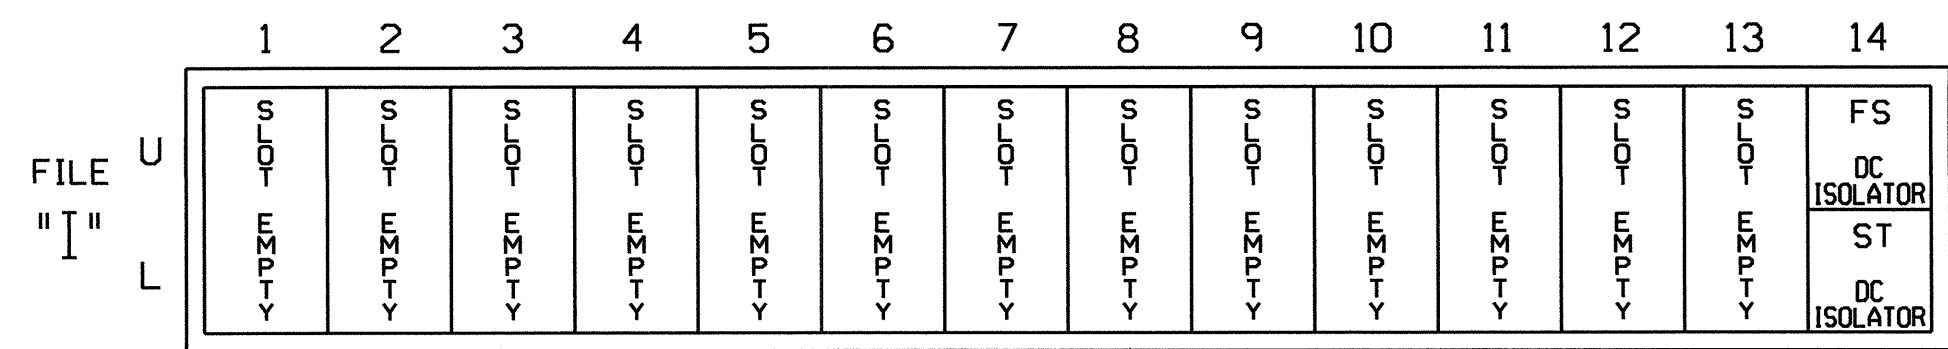 1 2 3 4 5 6 7 8 9 10 11 12 13 14
FILE "I"
U
L
SLOT EMPTY
SLOT EMPTY
SLOT EMPTY
SLOT EMPTY
SLOT EMPTY
SLOT EMPTY
SLOT EMPTY
SLOT EMPTY
SLOT EMPTY
SLOT EMPTY
SLOT EMPTY
SLOT EMPTY
SLOT EMPTY
FS
DC
ISOLATOR
ST
DC
ISOLATOR